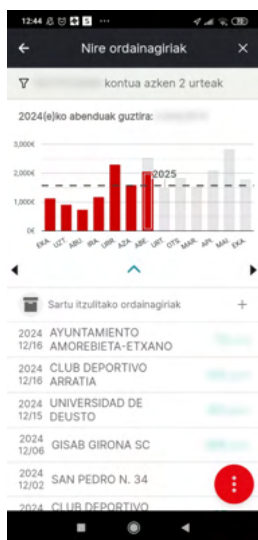 12:44
Nire ordainagiriak
kontua azken 2 urteak
2024(e)ko abenduak guztira:
3,000€
2,000€
1,000€
0€
2025
EKA. UZT. ABU. IRA. URR. AZA. ABE. URT. OTS. MAR. API. MAI. EKA.
Sartu itzulitako ordainagiriak
2024 AYUNTAMIENTO
12/16 AMOREBIETA-ETXANO
2024 CLUB DEPORTIVO
12/16 ARRATIA
2024 UNIVERSIDAD DE
12/15 DEUSTO
2024
12/06 GISAB GIRONA SC
2024
12/02 SAN PEDRO N. 34
2024 CLUB DEPORTIVO